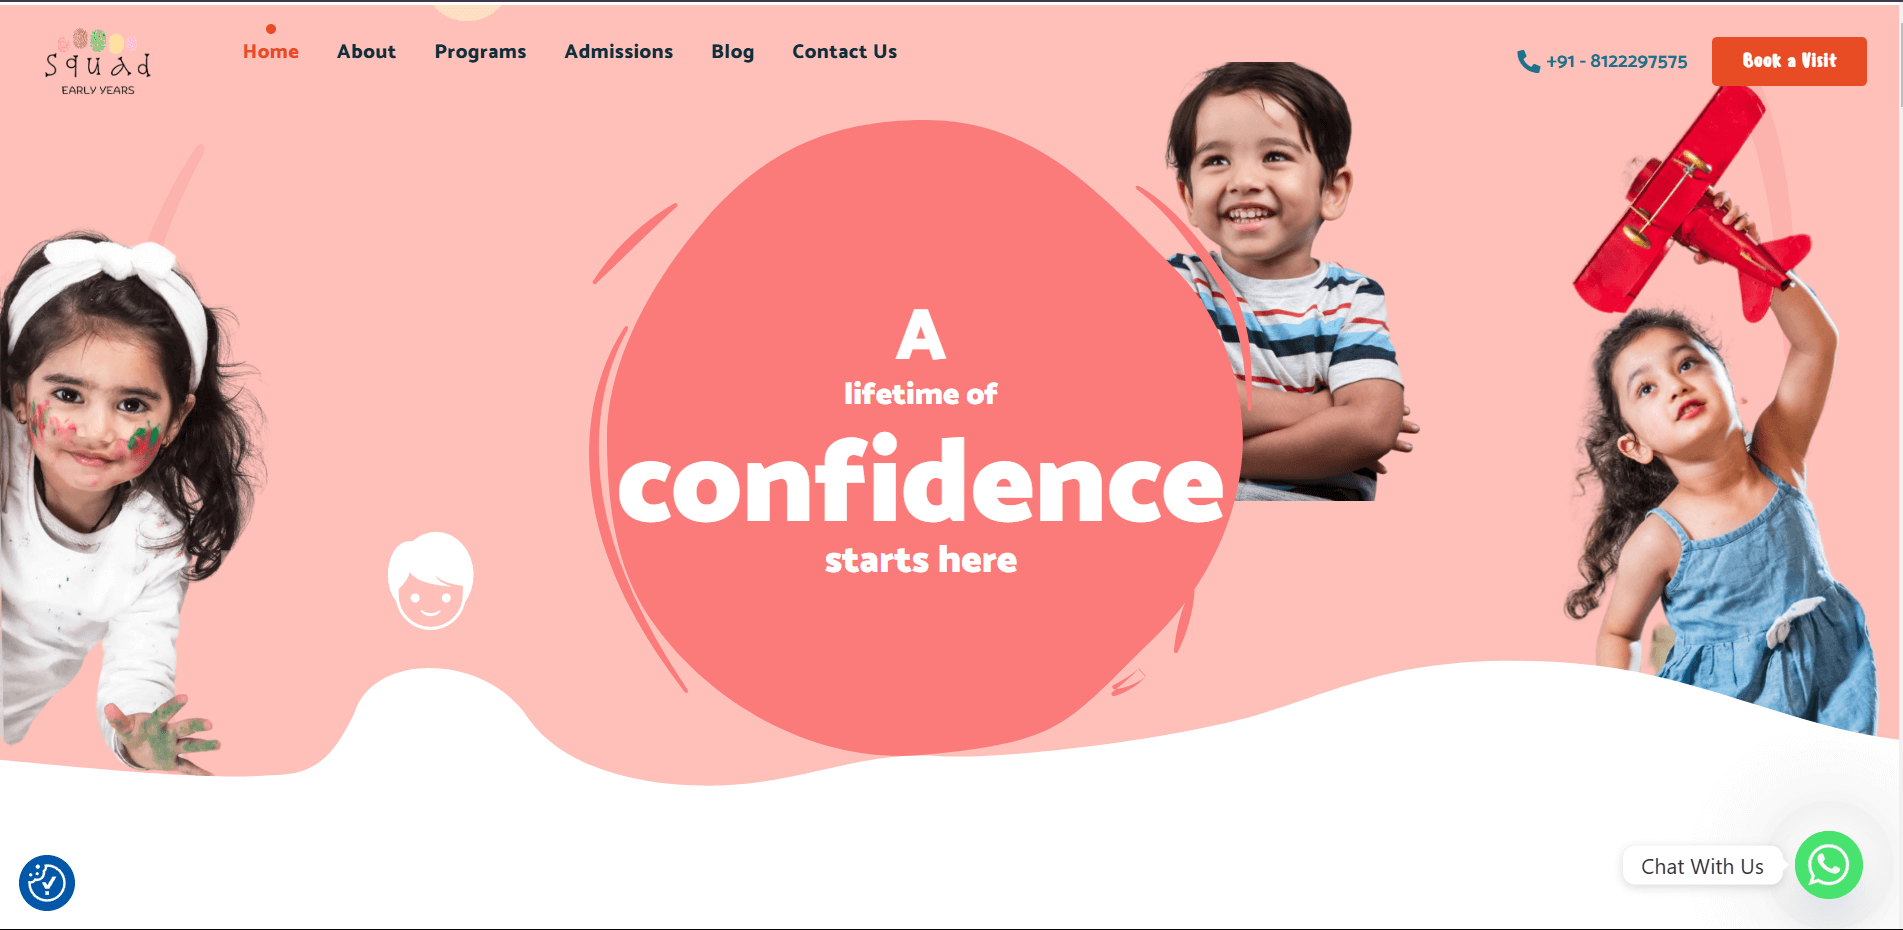 Squad
EARLY YEARS
Home
About
Programs
Admissions
Blog
Contact Us
+91 - 8122297575
Book a Visit
A
lifetime of
confidence
starts here
Chat With Us